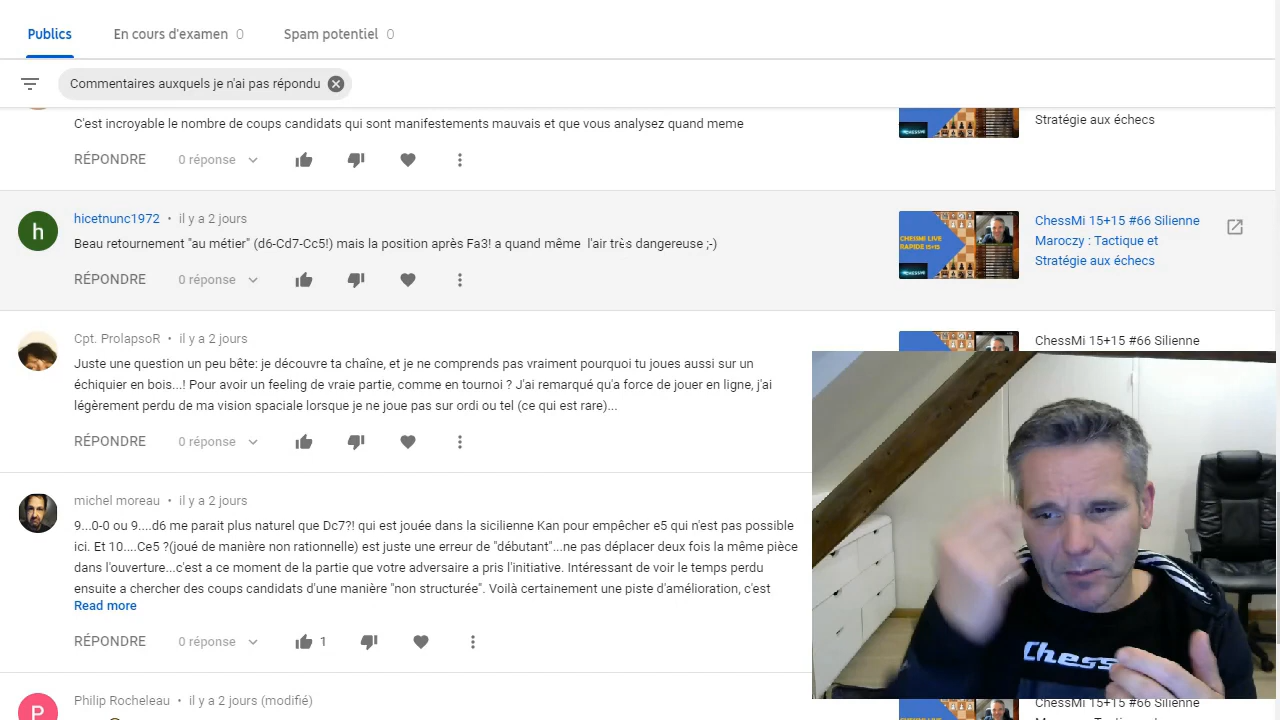 Publics
En cours d'examen 0
Spam potentiel 0
Commentaires auxquels je n'ai pas répondu
C'est incroyable le nombre de coups candidats qui sont manifestement mauvais et que vous analysez quand m
Stratégie aux échecs
RÉPONDRE 0 réponse
hicetnunc1972 • il y a 2 jours
Beau retournement (d6-Cd7-Cc5!) mais la position après Fa3! a quand même l'air très dangereuse ;-)
RÉPONDRE 0 réponse
CHESSMI LIVE
RAPIDE 15+15
ChessMi 15+15 #66 Silienne
Maroczy : Tactique et
Stratégie aux échecs
Cpt. ProlapsoR • il y a 2 jours
Juste une question un peu bête: je découvre ta chaîne, et je ne comprends pas vraiment pourquoi tu joues aussi sur un
échiquier en bois...! Pour avoir un feeling de vraie partie, comme en tournoi ? J'ai remarqué qu'a force de jouer en ligne, j'ai
légèrement perdu de ma vision spaciale lorsque je ne joue pas sur ordi ou tel (ce qui est rare)...
RÉPONDRE 0 réponse
ChessMi 15+15 #66 Silienne
michel moreau • il y a 2 jours
9...0-0 ou 9....d6 me parait plus naturel que Dc7?! qui est jouée dans la sicilienne Kan pour empêcher e5 qui n'est pas possible
ici. Et 10....Ce5 ?(joué de manière non rationnelle) est juste une erreur de "débutant"...ne pas déplacer deux fois la même pièce
dans l'ouverture...c'est a ce moment de la partie que votre adversaire a pris l'initiative. Intéressant de voir le temps perdu
ensuite a chercher des coups candidats d'une manière "non structurée". Voilà certainement une piste d'amélioration, c'est
Read more
RÉPONDRE 0 réponse 1
Philip Rocheleau • il y a 2 jours (modifié)
ChessMi 15+15 #66 Silienne
Chess